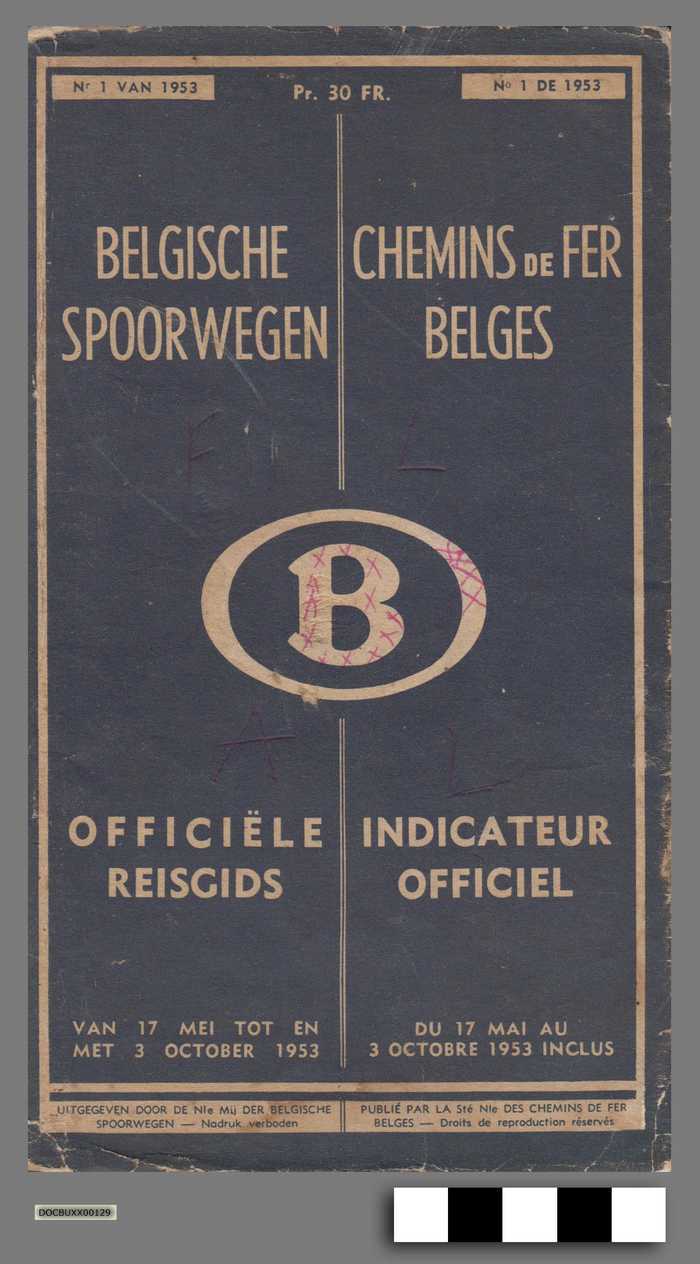 Nr 1 VAN 1953
Pr. 30 FR.
No 1 DE 1953
BELGISCHE
SPOORWEGEN
CHEMINS DE FER
BELGES
F L
B
A L
OFFICIËLE
REISGIDS
INDICATEUR
OFFICIEL
VAN 17 MEI TOT EN
MET 3 OCTOBER 1953
DU 17 MAI AU
3 OCTOBRE 1953 INCLUS
UITGEGEVEN DOOR DE Nle Mij DER BELGISCHE
SPOORWEGEN — Nadruk verboden
PUBLIÉ PAR LA Sté Nle DES CHEMINS DE FER
BELGES — Droits de reproduction réservés
DOCBUXX00129